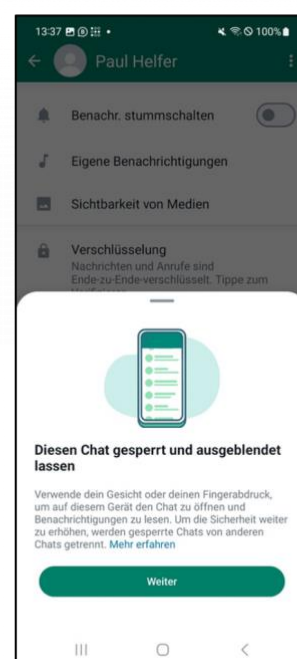 13:37
100%
Paul Helfer
Benachr. stummschalten
Eigene Benachrichtigungen
Sichtbarkeit von Medien
Verschlüsselung
Nachrichten und Anrufe sind
Ende-zu-Ende-verschlüsselt. Tippe zum
Diesen Chat gesperrt und ausgeblendet
lassen
Verwende dein Gesicht oder deinen Fingerabdruck,
um auf diesem Gerät den Chat zu öffnen und
Benachrichtigungen zu lesen. Um die Sicherheit weiter
zu erhöhen, werden gesperrte Chats von anderen
Chats getrennt. Mehr erfahren
Weiter